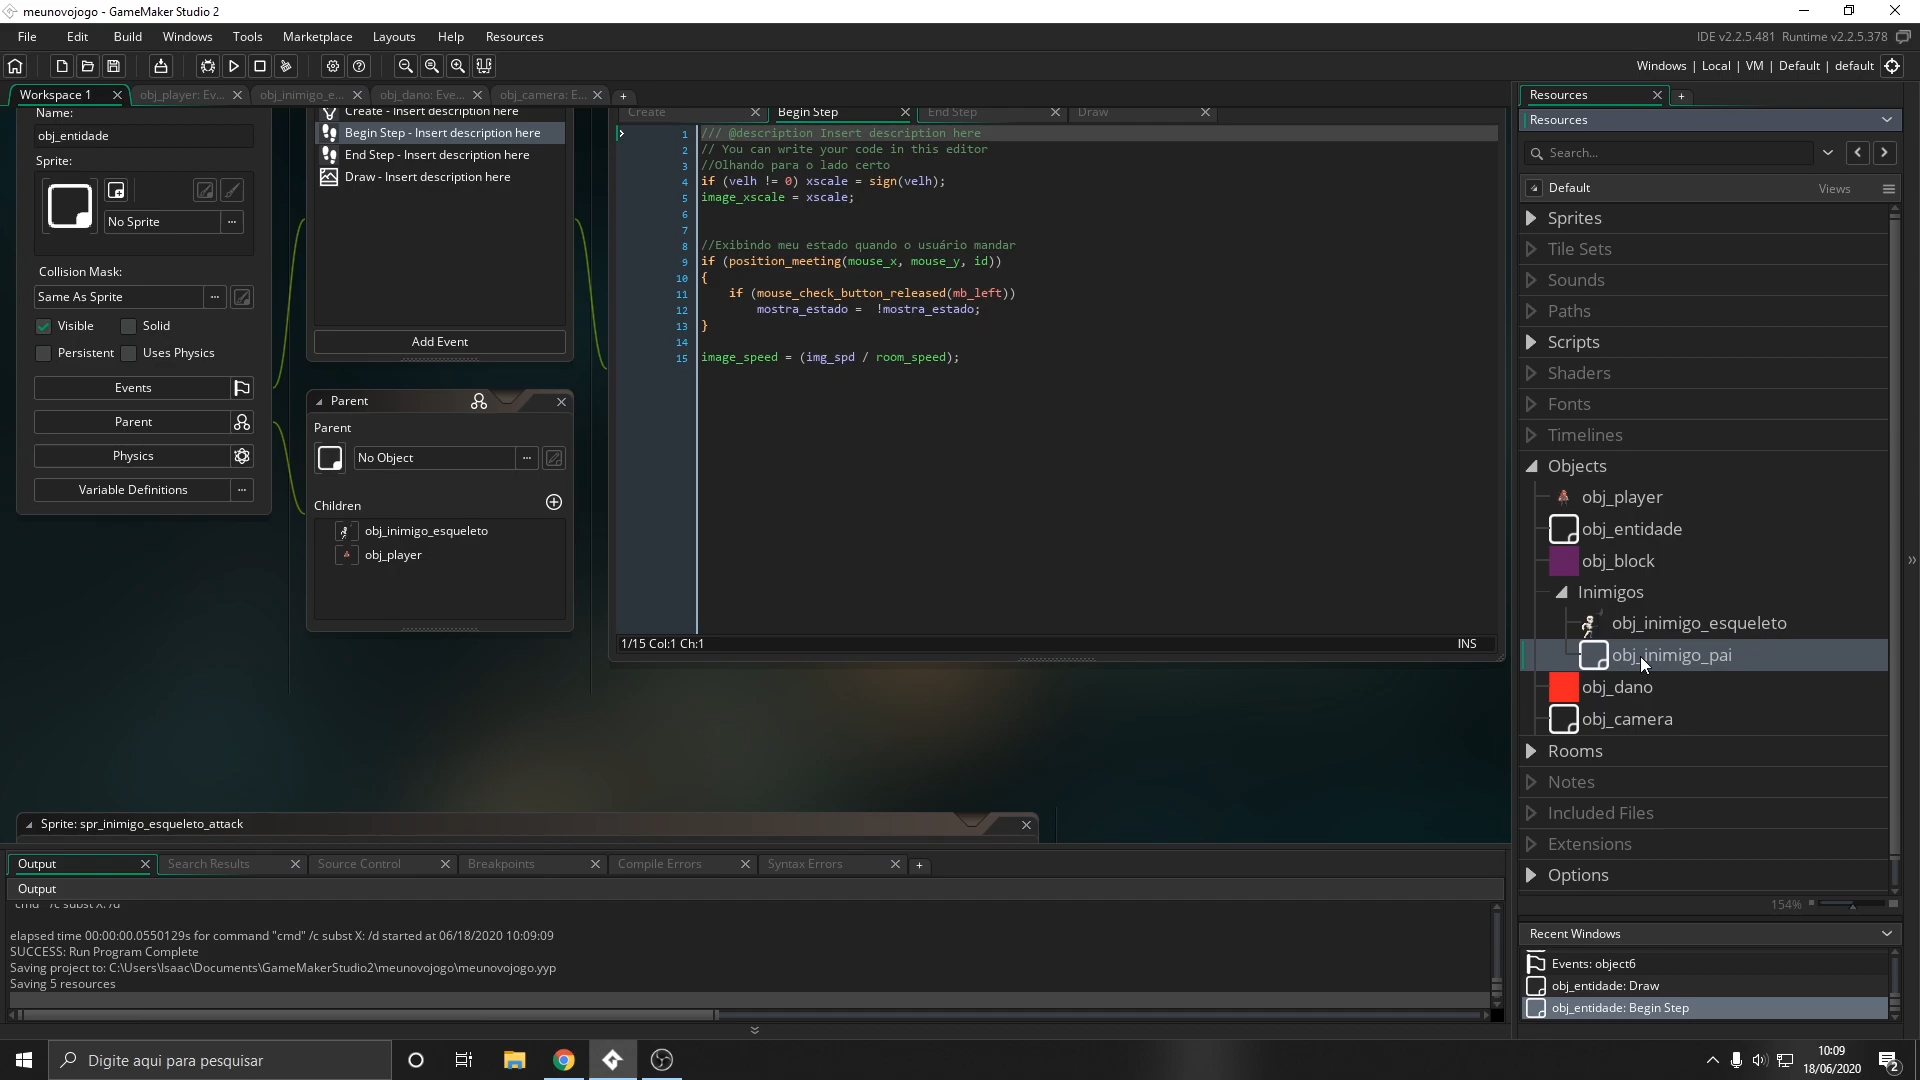 meunovojogo - GameMaker Studio 2
File Edit Build Windows Tools Marketplace Layouts Help Resources
IDE v2.2.5.481 Runtime v2.2.5.378
Windows | Local | VM | Default | default
Workspace 1
obj_player: Ev...
obj_inimigo_e...
obj_dano: Eve...
obj_camera: E...
Name:
obj_entidade
Sprite:
No Sprite
Collision Mask:
Same As Sprite
Visible
Solid
Persistent
Uses Physics
Events
Parent
Physics
Variable Definitions
Create - Insert description here
Begin Step - Insert description here
End Step - Insert description here
Draw - Insert description here
Add Event
Parent
Parent
No Object
Children
obj_inimigo_esqueleto
obj_player
Create
Begin Step
End Step
Draw
1 /// @description Insert description here
2 // You can write your code in this editor
3 //Olhando para o lado certo
4 if (velh != 0) xscale = sign(velh);
5 image_xscale = xscale;
6
7
8 //Exibindo meu estado quando o usuário mandar
9 if (position_meeting(mouse_x, mouse_y, id))
10 {
11 if (mouse_check_button_released(mb_left))
12 mostra_estado = !mostra_estado;
13 }
14
15 image_speed = (img_spd / room_speed);
1/15 Col:1 Ch:1
INS
Sprite: spr_inimigo_esqueleto_attack
Output
Search Results
Source Control
Breakpoints
Compile Errors
Syntax Errors
Output
"cmd" /c subst X: /d
elapsed time 00:00:00.0550129s for command "cmd" /c subst X: /d started at 06/18/2020 10:09:09
SUCCESS: Run Program Complete
Saving project to: C:\Users\Isaac\Documents\GameMakerStudio2\meunovojogo\meunovojogo.yyp
Saving 5 resources
Resources
Resources
Search...
Default
Views
Sprites
Tile Sets
Sounds
Paths
Scripts
Shaders
Fonts
Timelines
Objects
obj_player
obj_entidade
obj_block
Inimigos
obj_inimigo_esqueleto
obj_inimigo_pai
obj_dano
obj_camera
Rooms
Notes
Included Files
Extensions
Options
154%
Recent Windows
Events: object6
obj_entidade: Draw
obj_entidade: Begin Step
Digite aqui para pesquisar
10:09
18/06/2020
2